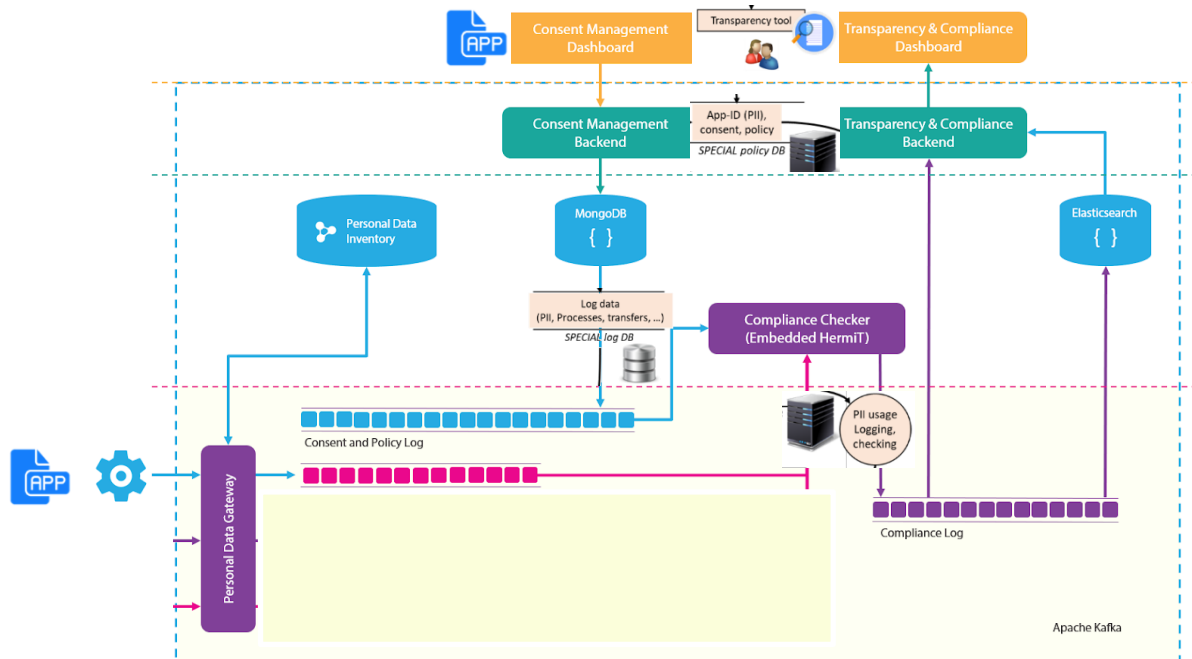 APP
Consent Management
Dashboard
Transparency tool
Transparency & Compliance
Dashboard
Consent Management
Backend
App-ID (PII),
consent, policy
SPECIAL policy DB
Transparency & Compliance
Backend
Personal Data
Inventory
MongoDB
{ }
Elasticsearch
{ }
Log data
(PII, Processes, transfers, ...)
SPECIAL log DB
Compliance Checker
(Embedded HermiT)
PII usage
Logging,
checking
Consent and Policy Log
APP
Personal Data Gateway
Compliance Log
Apache Kafka